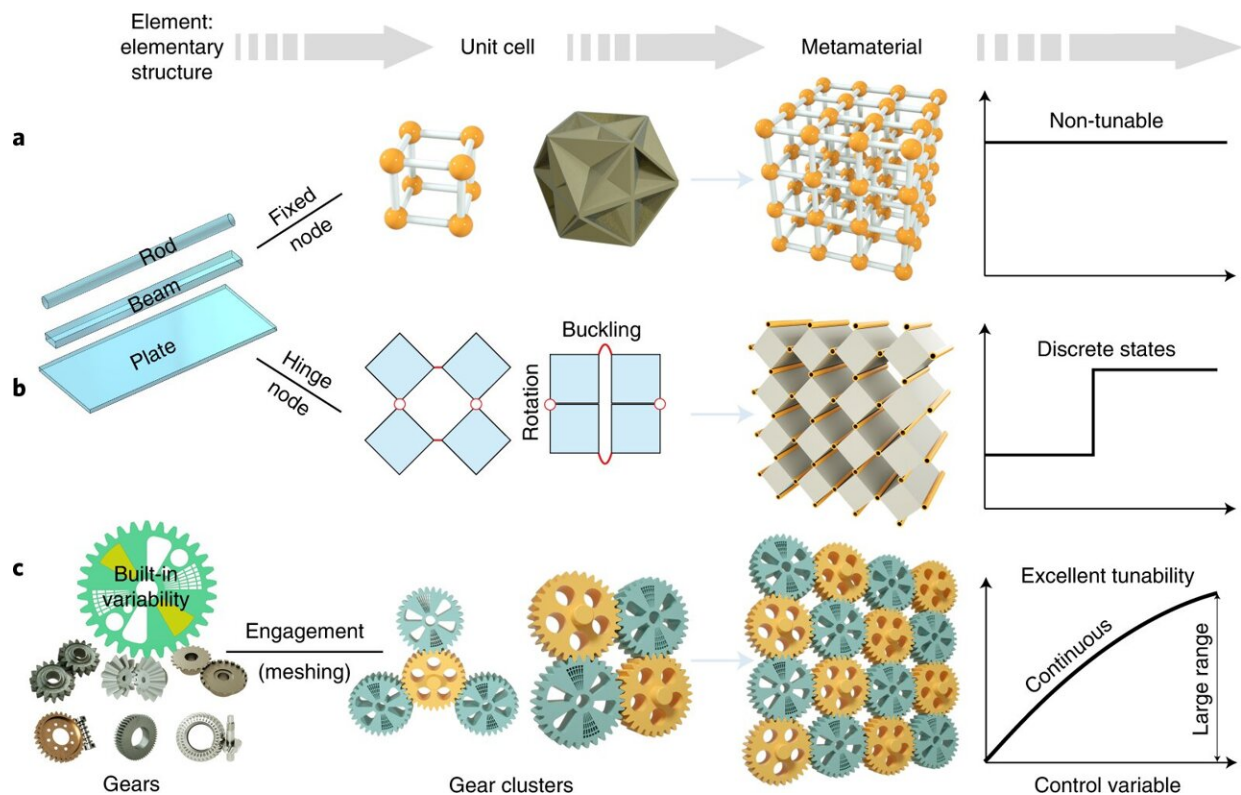 Element:
elementary
structure
Unit cell
Metamaterial
a
Non-tunable
Fixed
node
Rod
Beam
Plate
b
Hinge
node
Buckling
Rotation
Discrete states
c
Built-in
variability
Engagement
(meshing)
Excellent tunability
Continuous
Large range
Gears
Gear clusters
Control variable